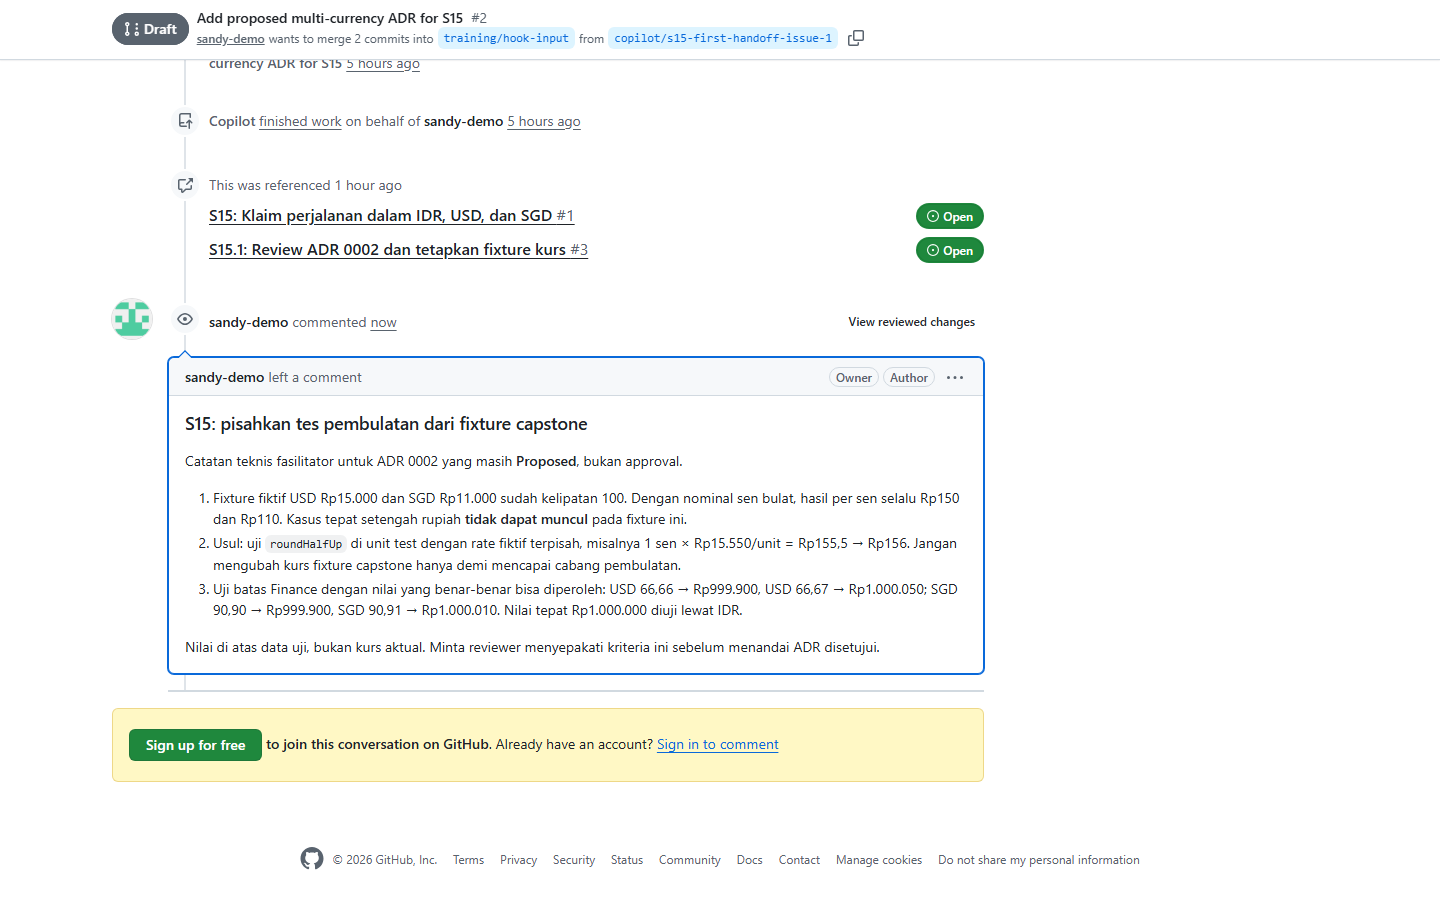 Draft
Add proposed multi-currency ADR for S15 #2
sandy-demo wants to merge 2 commits into training/hook-input from copilot/s15-first-handoff-issue-1
currency ADR for S15 5 hours ago
Copilot finished work on behalf of sandy-demo 5 hours ago
This was referenced 1 hour ago
S15: Klaim perjalanan dalam IDR, USD, dan SGD #1
Open
S15.1: Review ADR 0002 dan tetapkan fixture kurs #3
Open
sandy-demo commented now
View reviewed changes
sandy-demo left a comment
Owner
Author
S15: pisahkan tes pembulatan dari fixture capstone
Catatan teknis fasilitator untuk ADR 0002 yang masih Proposed, bukan approval.
1. Fixture fiktif USD Rp15.000 dan SGD Rp11.000 sudah kelipatan 100. Dengan nominal sen bulat, hasil per sen selalu Rp150
dan Rp110. Kasus tepat setengah rupiah tidak dapat muncul pada fixture ini.
2. Usul: uji roundHalfUp di unit test dengan rate fiktif terpisah, misalnya 1 sen × Rp15.550/unit = Rp155,5 → Rp156. Jangan
mengubah kurs fixture capstone hanya demi mencapai cabang pembulatan.
3. Uji batas Finance dengan nilai yang benar-benar bisa diperoleh: USD 66,66 → Rp999.900, USD 66,67 → Rp1.000.050; SGD
90,90 → Rp999.900, SGD 90,91 → Rp1.000.010. Nilai tepat Rp1.000.000 diuji lewat IDR.
Nilai di atas data uji, bukan kurs aktual. Minta reviewer menyepakati kriteria ini sebelum menandai ADR disetujui.
Sign up for free to join this conversation on GitHub. Already have an account? Sign in to comment
© 2026 GitHub, Inc. Terms Privacy Security Status Community Docs Contact Manage cookies Do not share my personal information